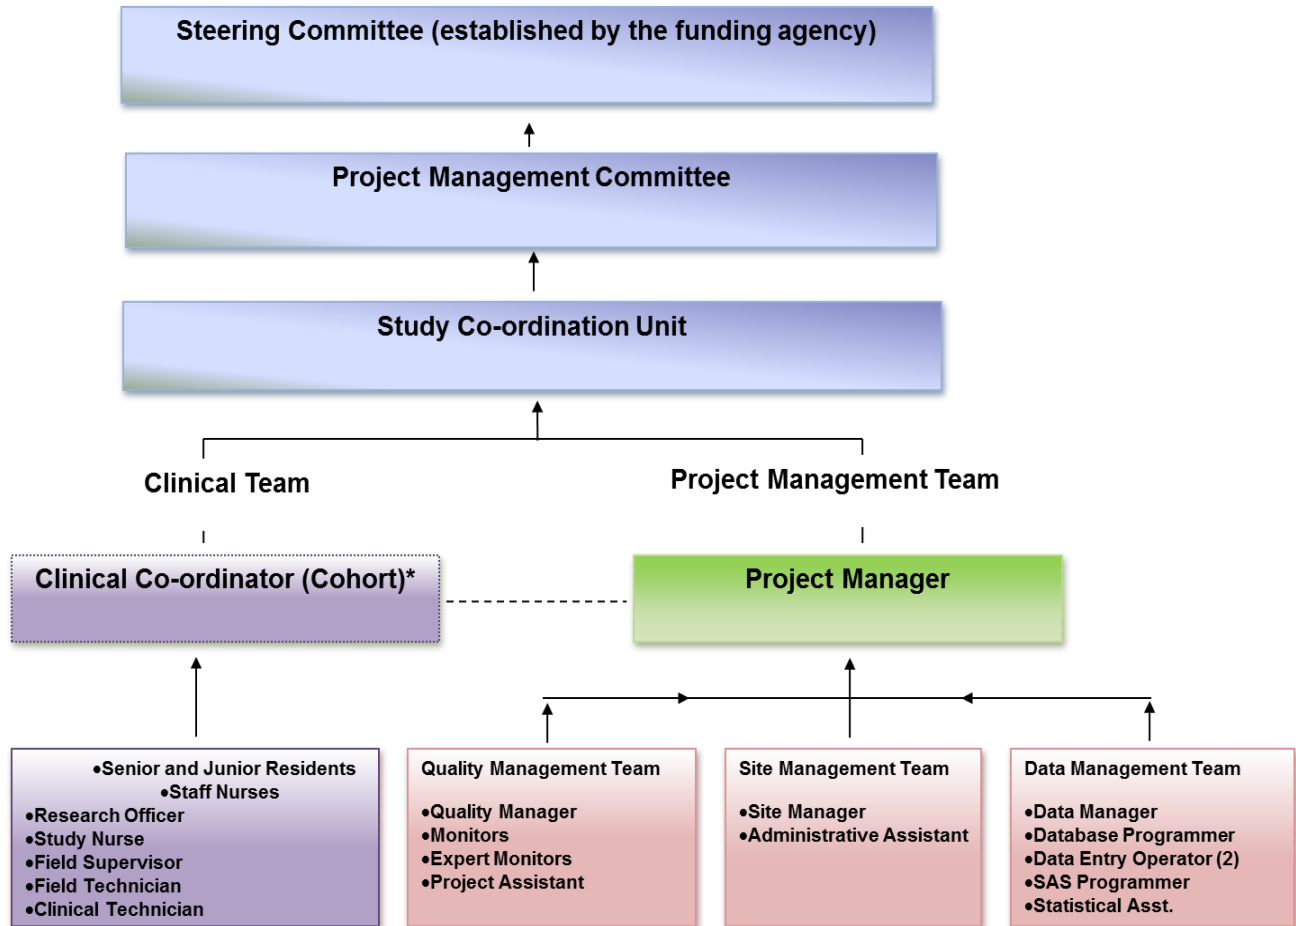 Steering Committee (established by the funding agency)
Project Management Committee
Study Co-ordination Unit
Clinical Team
Project Management Team
Clinical Co-ordinator (Cohort)*
Project Manager
•Senior and Junior Residents
•Staff Nurses
•Research Officer
•Study Nurse
•Field Supervisor
•Field Technician
•Clinical Technician
Quality Management Team
•Quality Manager
•Monitors
•Expert Monitors
•Project Assistant
Site Management Team
•Site Manager
•Administrative Assistant
Data Management Team
•Data Manager
•Database Programmer
•Data Entry Operator (2)
•SAS Programmer
•Statistical Asst.